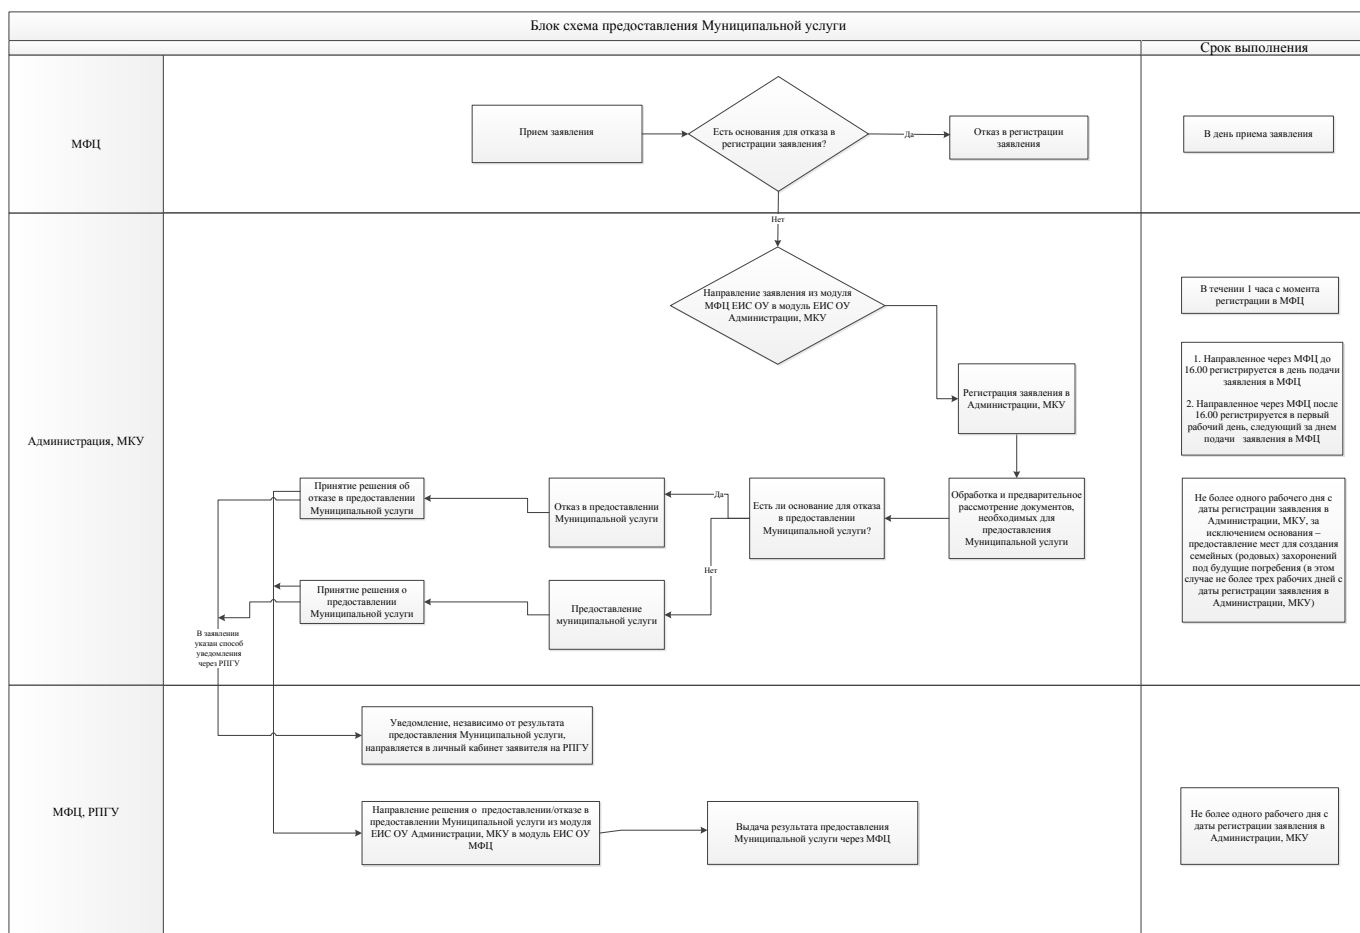 Блок схема предоставления Муниципальной услуги
Срок выполнения
МФЦ
Прием заявления
Есть основания для отказа в
регистрации заявления?
Да
Отказ в регистрации
заявления
В день приема заявления
Нет
Администрация, МКУ
Направление заявления из модуля
МФЦ ЕИС ОУ в модуль ЕИС ОУ
Администрации, МКУ
В течении 1 часа с момента
регистрации в МФЦ
Регистрация заявления в
Администрации, МКУ
1. Направленное через МФЦ до
16.00 регистрируется в день подачи
заявления в МФЦ
2. Направленное через МФЦ после
16.00 регистрируется в первый
рабочий день, следующий за днем
подачи заявления в МФЦ
Принятие решения об
отказе в предоставлении
Муниципальной услуги
Отказ в предоставлении
Муниципальной услуги
Да
Есть ли основание для отказа
в предоставлении
Муниципальной услуги?
Обработка и предварительное
рассмотрение документов,
необходимых для
предоставления
Муниципальной услуги
Не более одного рабочего дня с
даты регистрации заявления в
Администрации, МКУ, за
исключением основания –
предоставление мест для создания
семейных (родовых) захоронений
под будущие погребения (в этом
случае не более трех рабочих дней с
даты регистрации заявления в
Администрации, МКУ)
Нет
Принятие решения о
предоставлении
Муниципальной услуги
Предоставление
муниципальной услуги
В заявлении
указан способ
уведомления
через РПГУ
МФЦ, РПГУ
Уведомление, независимо от результата
предоставления Муниципальной услуги,
направляется в личный кабинет заявителя на РПГУ
Направление решения о предоставлении/отказе в
предоставлении Муниципальной услуги из модуля
ЕИС ОУ Администрации, МКУ в модуль ЕИС ОУ
МФЦ
Выдача результата предоставления
Муниципальной услуги через МФЦ
Не более одного рабочего дня с
даты регистрации заявления в
Администрации, МКУ